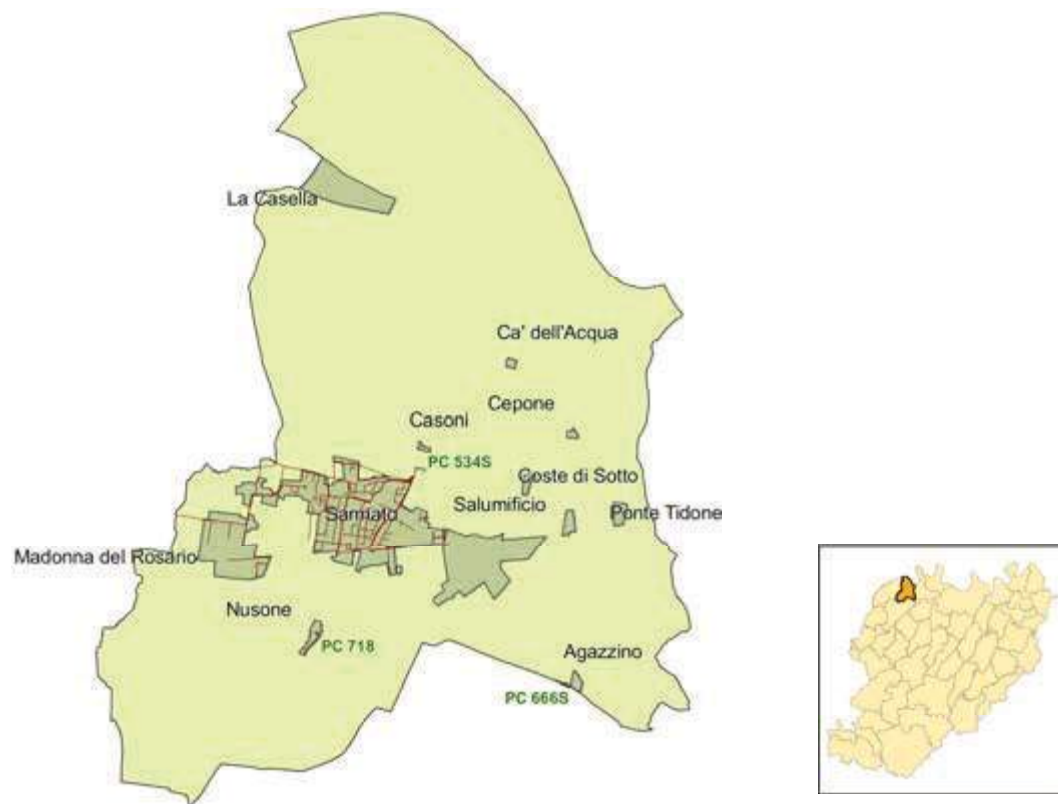 La Casella
Ca' dell'Acqua
Cepone
Casoni
PC 534S
Coste di Sotto
Salumificio
Sarmato
Ponte Tidone
Madonna del Rosario
Nusone
PC 718
Agazzino
PC 666S